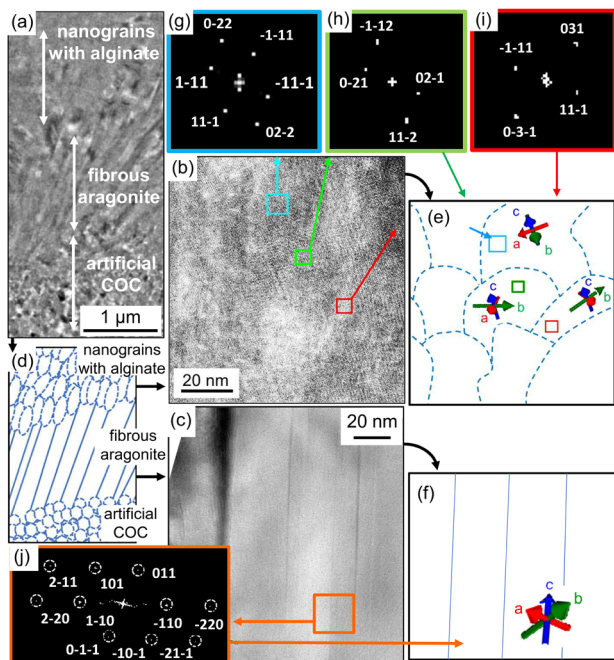 (a)
nanograins
with alginate
fibrous
aragonite
artificial
COC
1 µm
(g)
0-22
-1-11
1-11
-11-1
11-1
02-2
(h)
-1-12
0-21
02-1
11-2
(i)
031
-1-11
11-1
0-3-1
(b)
20 nm
(e)
c
a
b
c
a
b
c
b
a
(d)
nanograins
with alginate
fibrous
aragonite
artificial
COC
(c)
20 nm
(f)
c
b
a
(j)
2-11
101
011
2-20
1-10
-110
-220
0-1-1
-10-1
-21-1